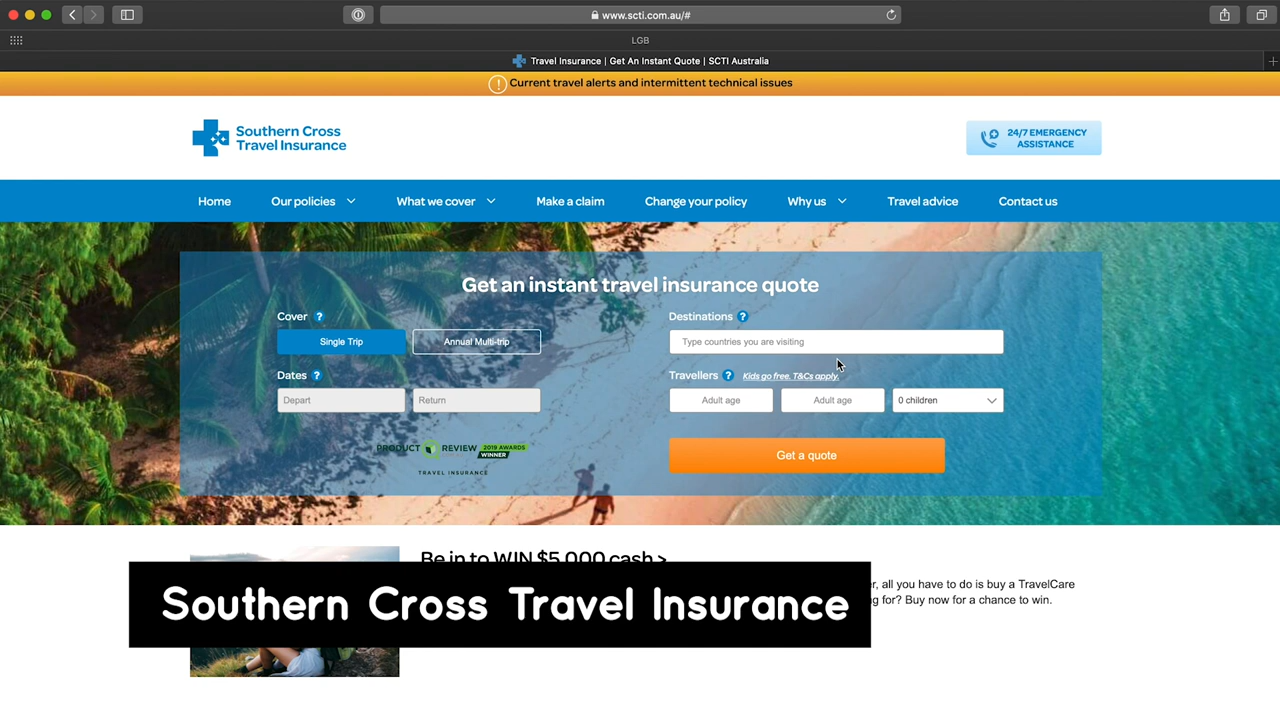 www.scti.com.au/#
LGB
Travel Insurance | Get An Instant Quote | SCTI Australia
Current travel alerts and intermittent technical issues
Southern Cross
Travel Insurance
24/7 EMERGENCY
ASSISTANCE
Home Our policies What we cover Make a claim Change your policy Why us Travel advice Contact us
Get an instant travel insurance quote
Cover ? Destinations ?
Single Trip Annual Multi-trip Type countries you are visiting
Dates ? Travellers ? Kids go free. T&Cs apply.
Depart Return Adult age Adult age 0 children
PRODUCT REVIEW 2019 AWARDS
WINNER
TRAVEL INSURANCE
Get a quote
Be in to WIN $5,000 cash >
er, all you have to do is buy a TravelCare
ng for? Buy now for a chance to win.
Southern Cross Travel Insurance